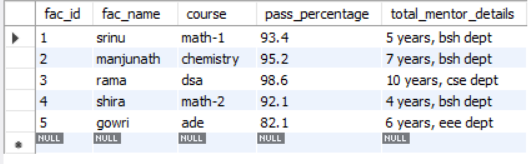 fac_id fac_name course pass_percentage total_mentor_details
1 srinu math-1 93.4 5 years, bsh dept
2 manjunath chemistry 95.2 7 years, bsh dept
3 rama dsa 98.6 10 years, cse dept
4 shira math-2 92.1 4 years, bsh dept
5 gowri ade 82.1 6 years, eee dept
NULL NULL NULL NULL NULL